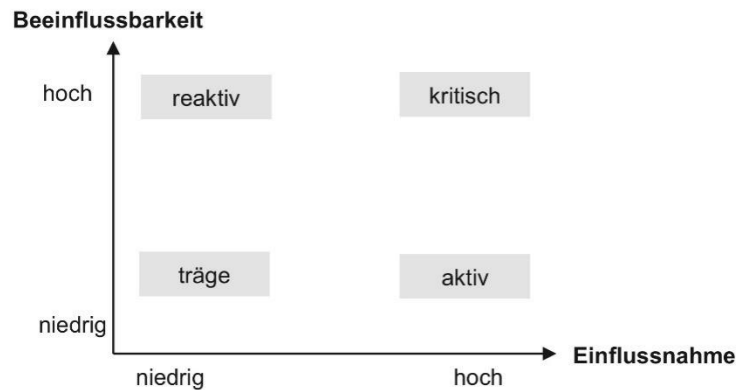 Beeinflussbarkeit
hoch
reaktiv
kritisch
träge
aktiv
niedrig
Einflussnahme
niedrig
hoch